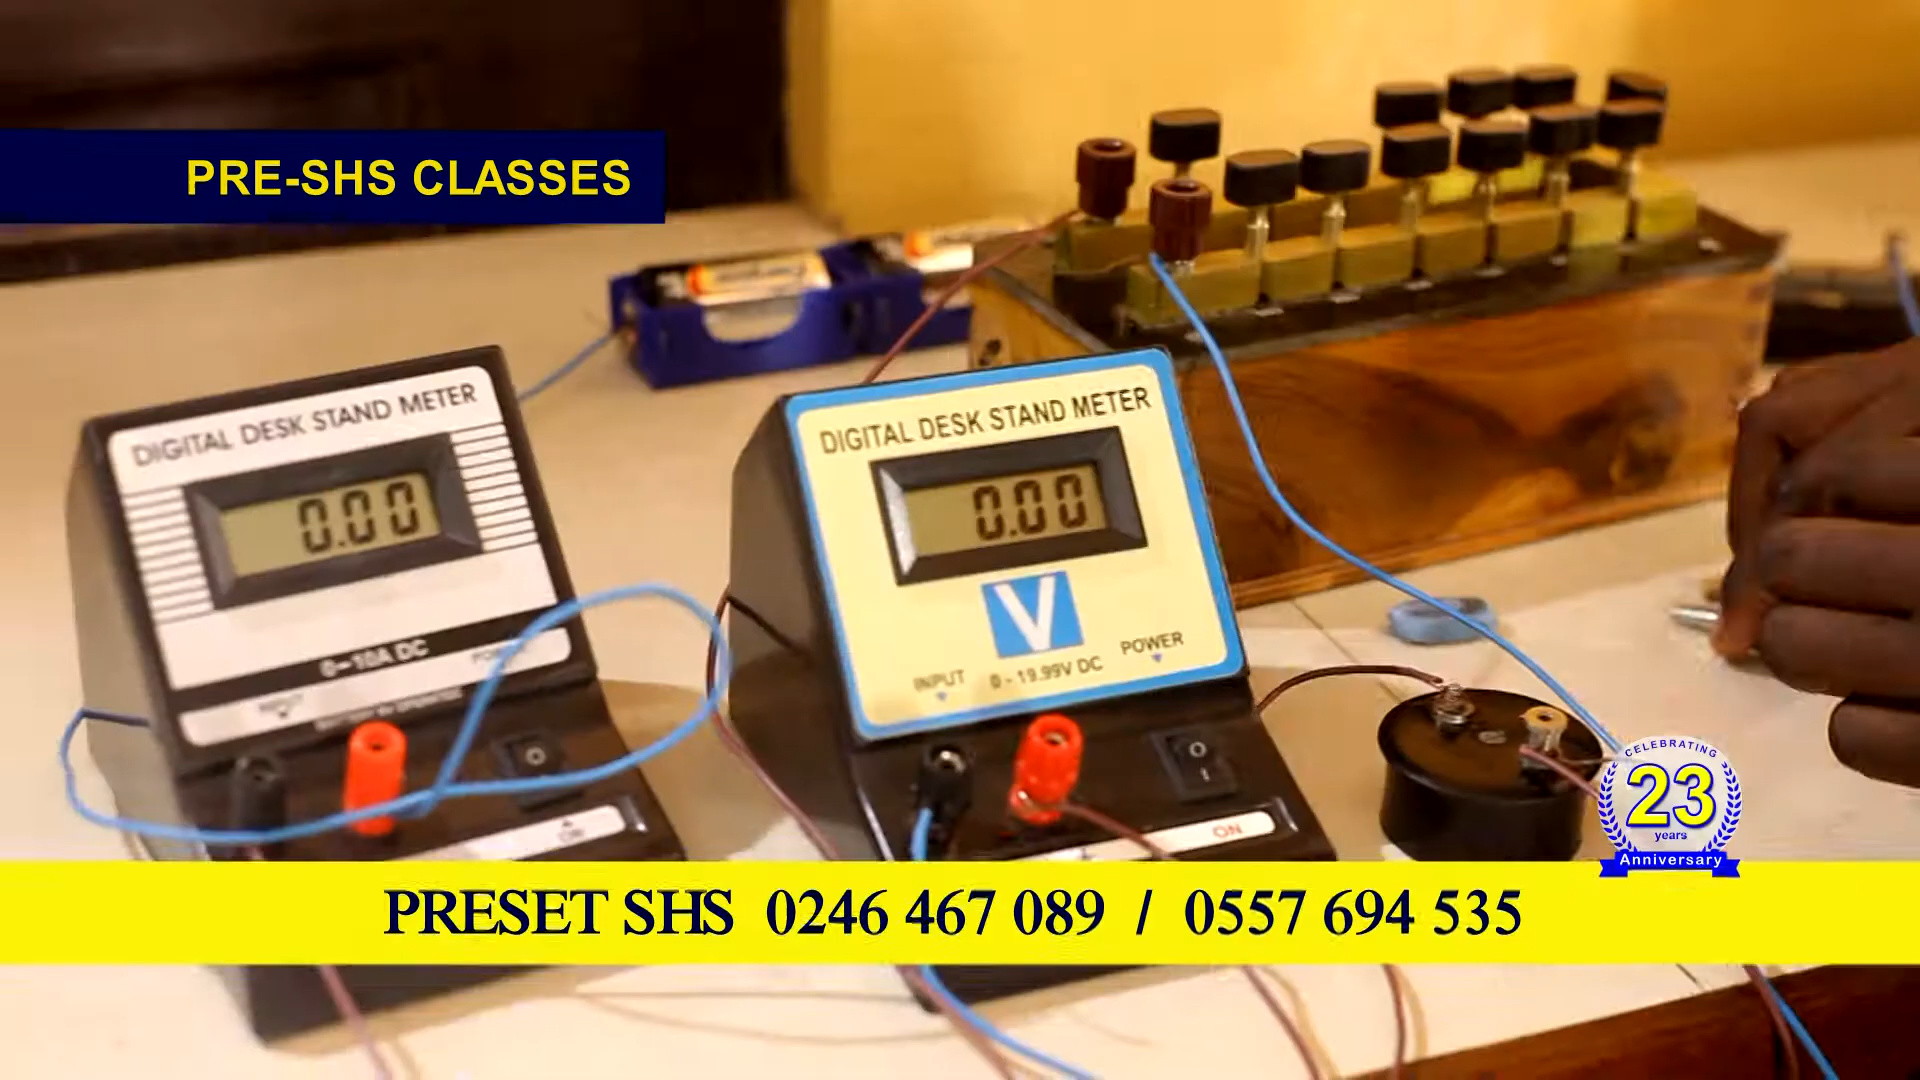 PRE-SHS CLASSES
DIGITAL DESK STAND METER
0.00
0-10A DC
DIGITAL DESK STAND METER
0.00
V
INPUT 0 - 19.99V DC POWER
ON
CELEBRATING
23
years
Anniversary
PRESET SHS 0246 467 089 / 0557 694 535